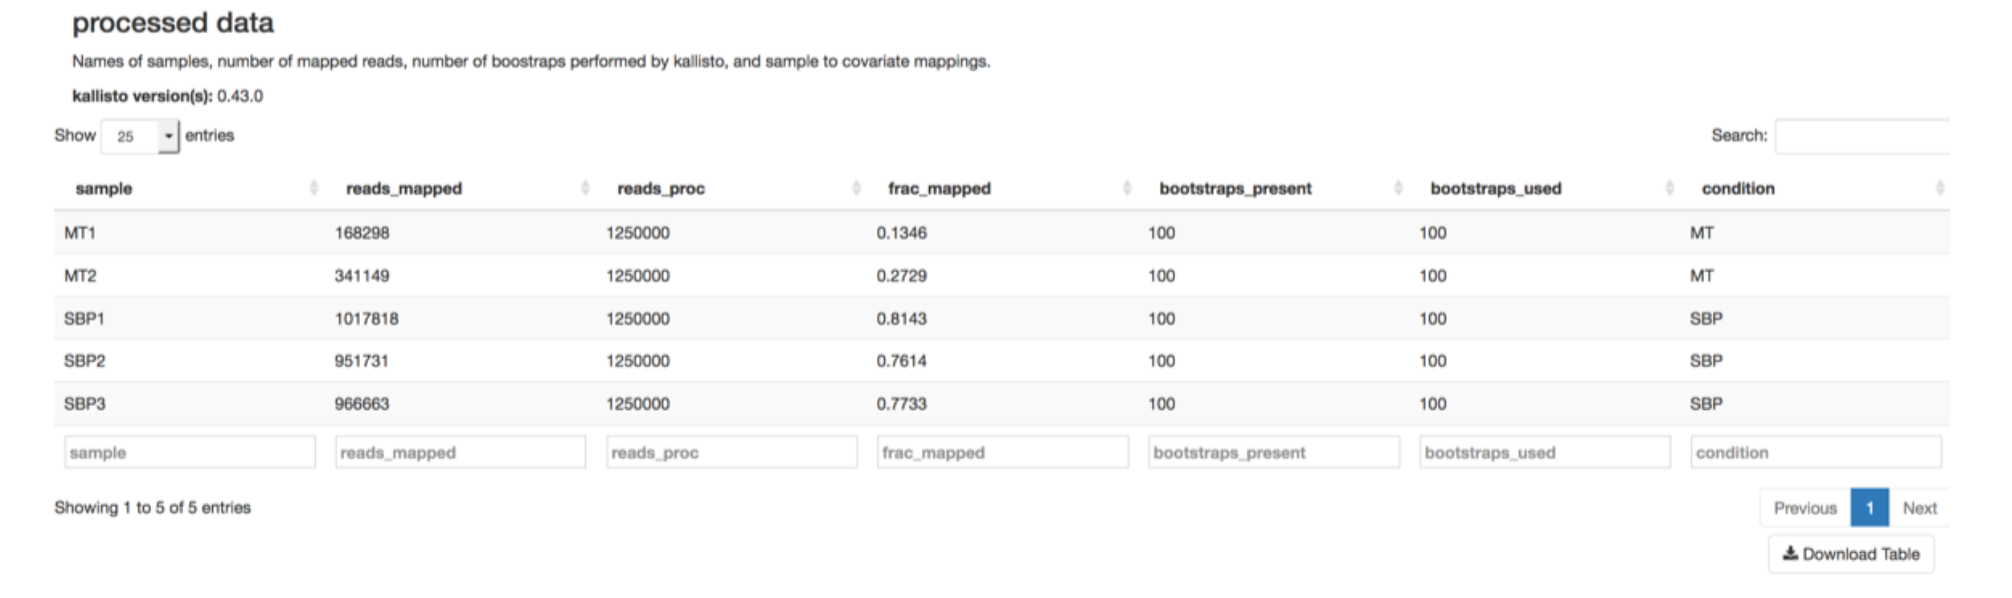 processed data
Names of samples, number of mapped reads, number of boostraps performed by kallisto, and sample to covariate mappings.
kallisto version(s): 0.43.0
Show 25 entries Search:
sample reads_mapped reads_proc frac_mapped bootstraps_present bootstraps_used condition
MT1 168298 1250000 0.1346 100 100 MT
MT2 341149 1250000 0.2729 100 100 MT
SBP1 1017818 1250000 0.8143 100 100 SBP
SBP2 951731 1250000 0.7614 100 100 SBP
SBP3 966663 1250000 0.7733 100 100 SBP
sample reads_mapped reads_proc frac_mapped bootstraps_present bootstraps_used condition
Showing 1 to 5 of 5 entries Previous 1 Next
Download Table